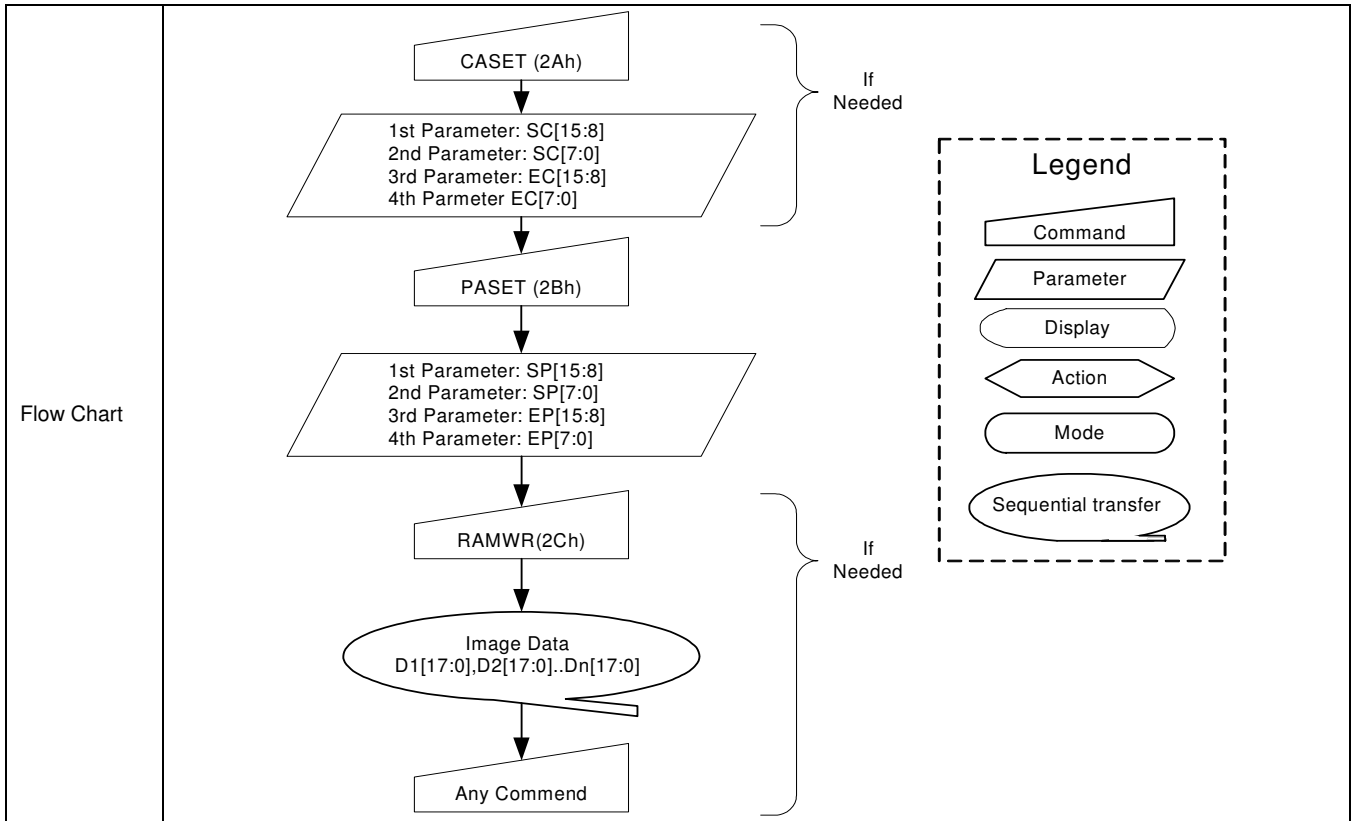 Flow Chart
CASET (2Ah)
1st Parameter: SC[15:8]
2nd Parameter: SC[7:0]
3rd Parameter: EC[15:8]
4th Parmeter EC[7:0]
If
Needed
PASET (2Bh)
1st Parameter: SP[15:8]
2nd Parameter: SP[7:0]
3rd Parameter: EP[15:8]
4th Parameter: EP[7:0]
RAMWR(2Ch)
Image Data
D1[17:0],D2[17:0]..Dn[17:0]
Any Commend
If
Needed
Legend
Command
Parameter
Display
Action
Mode
Sequential transfer